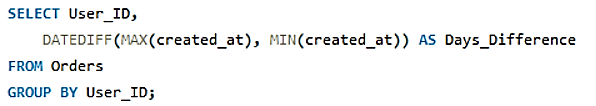 SELECT User_ID,
    DATEDIFF(MAX(created_at), MIN(created_at)) AS Days_Difference
FROM Orders
GROUP BY User_ID;